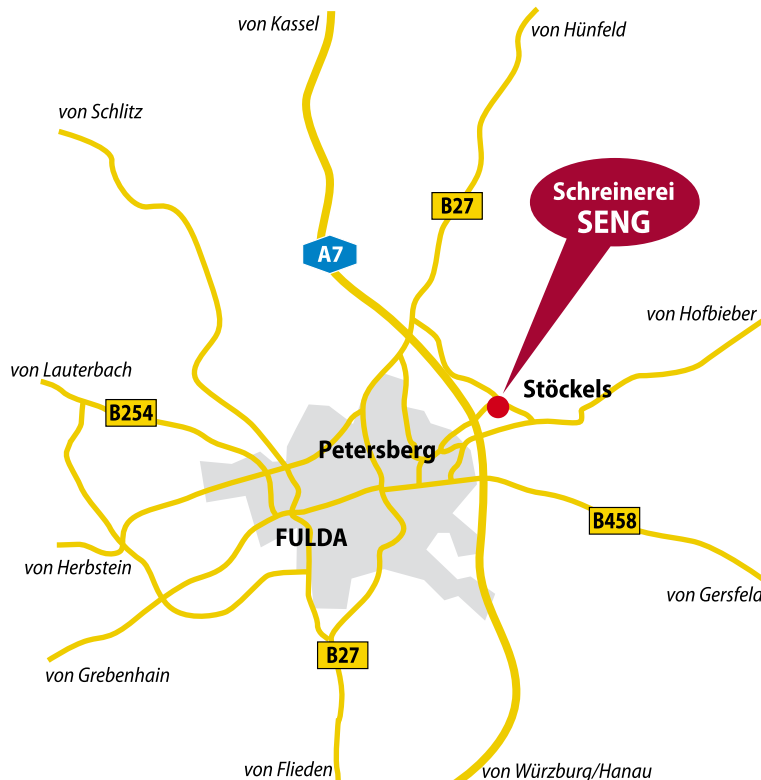 von Kassel
von Hünfeld
von Schlitz
Schreinerei
SENG
B27
A7
von Hofbieber
von Lauterbach
Stöckels
B254
Petersberg
B458
FULDA
von Herbstein
von Gersfeld
B27
von Grebenhain
von Flieden
von Würzburg/Hanau